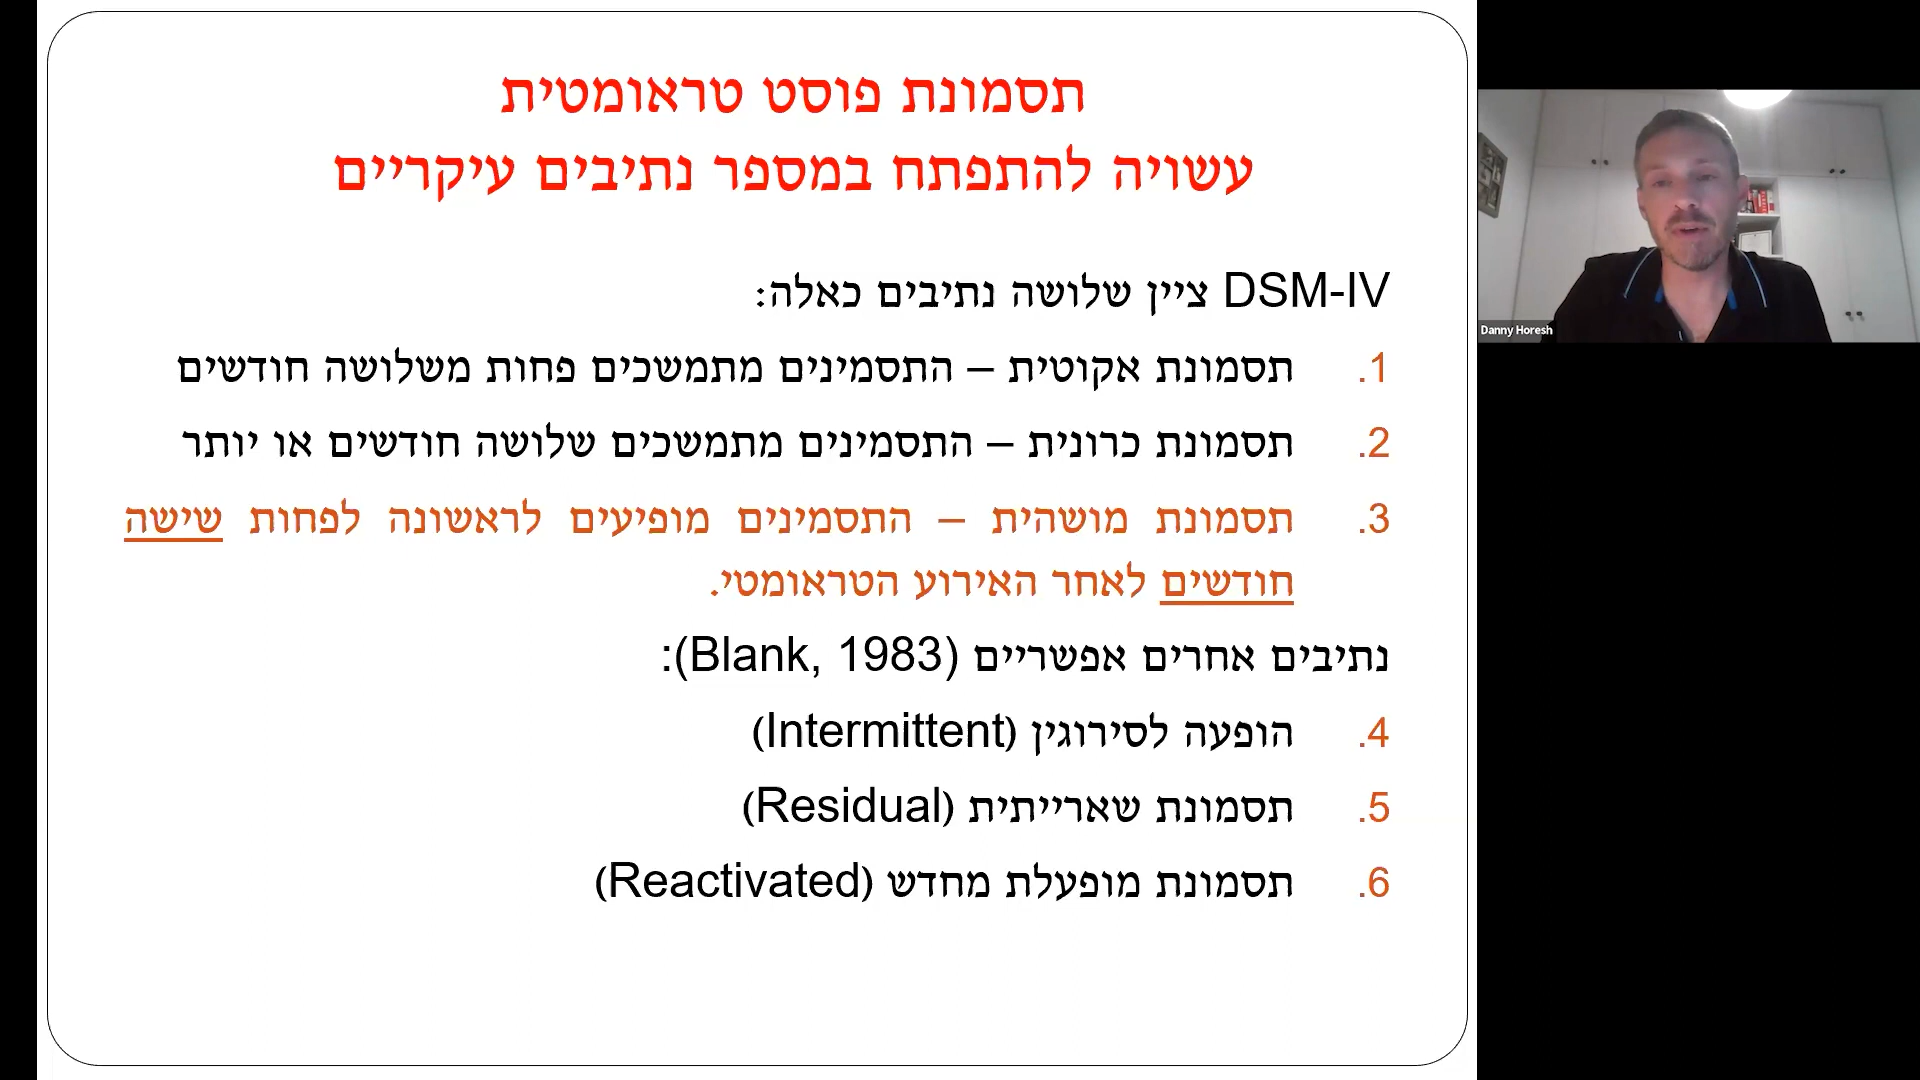 תסמונת פוסט טראומטית
עשויה להתפתח במספר נתיבים עיקריים
DSM-IV ציין שלושה נתיבים כאלה:
1. תסמונת אקוטית – התסמינים מתמשכים פחות משלושה חודשים
2. תסמונת כרונית – התסמינים מתמשכים שלושה חודשים או יותר
3. תסמונת מושהית – התסמינים מופיעים לראשונה לפחות שישה
חודשים לאחר האירוע הטראומטי.
נתיבים אחרים אפשריים (Blank, 1983):
4. הופעה לסירוגין (Intermittent)
5. תסמונת שארייתית (Residual)
6. תסמונת מופעלת מחדש (Reactivated)
Danny Horesh